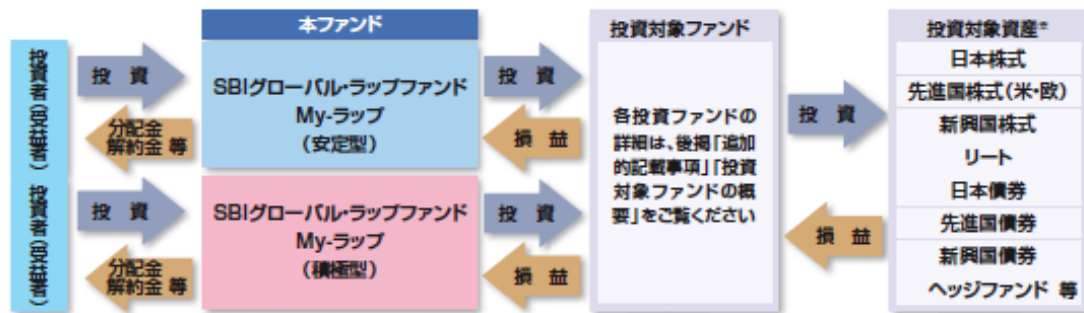 本ファンド
投資対象ファンド
投資対象資産※
投資者(受益者)
投 資
分配金
解約金 等
SBIグローバル・ラップファンド
My-ラップ
(安定型)
投 資
損 益
投資者(受益者)
投 資
分配金
解約金 等
SBIグローバル・ラップファンド
My-ラップ
(積極型)
投 資
損 益
各投資ファンドの
詳細は、後掲「追加
的記載事項」「投資
対象ファンドの概
要」をご覧ください
投 資
損 益
日本株式
先進国株式(米・欧)
新興国株式
リート
日本債券
先進国債券
新興国債券
ヘッジファンド 等